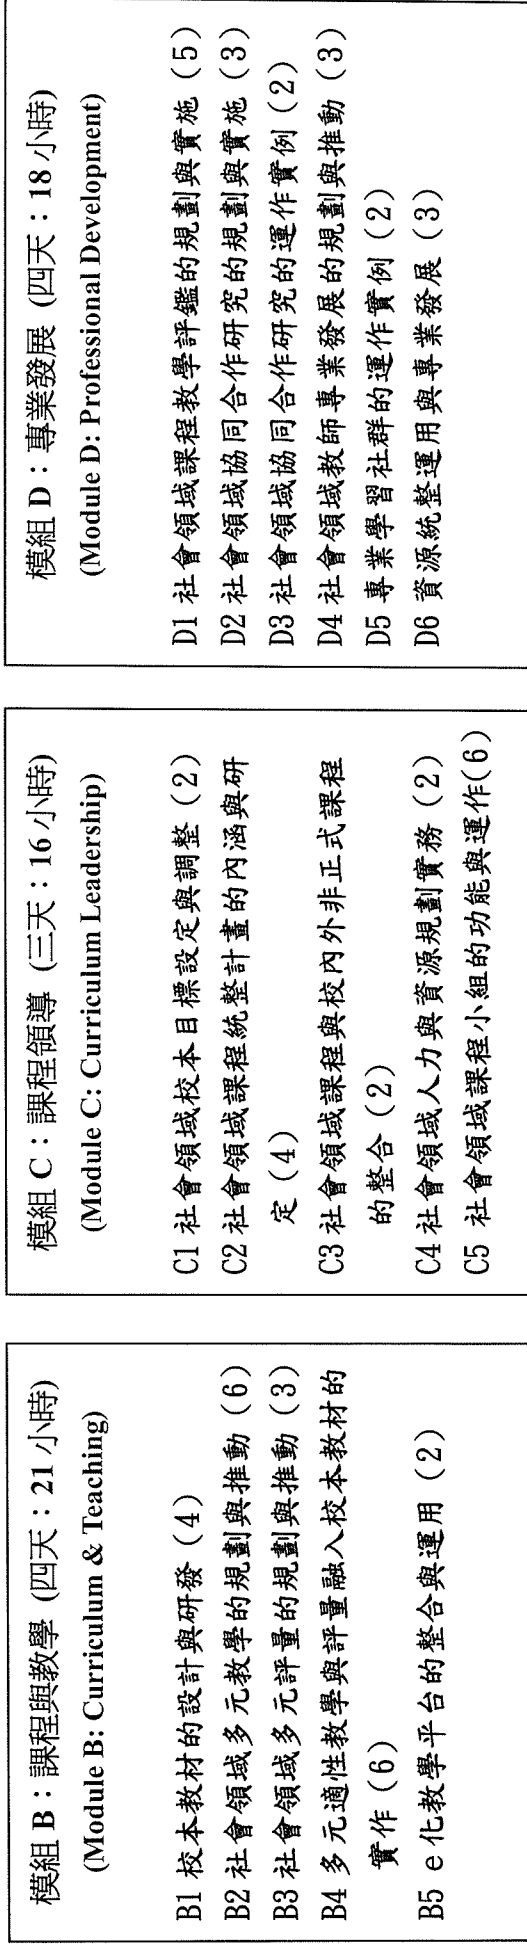 模組 B：課程與教學 (四天：21 小時)
(Module B: Curriculum & Teaching)
B1 校本教材的設計與研發（4）
B2 社會領域多元教學的規劃與推動（6）
B3 社會領域多元評量的規劃與推動（3）
B4 多元適性教學與評量融入校本教材的
實作（6）
B5 e 化教學平台的整合與運用（2）
模組 C：課程領導 (三天：16 小時)
(Module C: Curriculum Leadership)
C1 社會領域校本目標設定與調整（2）
C2 社會領域課程統整計畫的內涵與研
定（4）
C3 社會領域課程與校內外非正式課程
的整合（2）
C4 社會領域人力與資源規劃實務（2）
C5 社會領域課程小組的功能與運作(6）
模組 D：專業發展 (四天：18 小時)
(Module D: Professional Development)
D1 社會領域課程教學評鑑的規劃與實施（5）
D2 社會領域協同合作研究的規劃與實施（3）
D3 社會領域協同合作研究的運作實例（2）
D4 社會領域教師專業發展的規劃與推動（3）
D5 專業學習社群的運作實例（2）
D6 資源統整運用與專業發展（3）